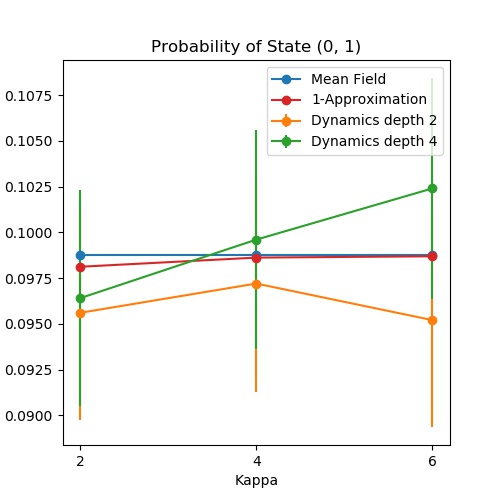 Probability of State (0, 1)
Mean Field
1-Approximation
Dynamics depth 2
Dynamics depth 4
0.1075
0.1050
0.1025
0.1000
0.0975
0.0950
0.0925
0.0900
2 4 6
Kappa